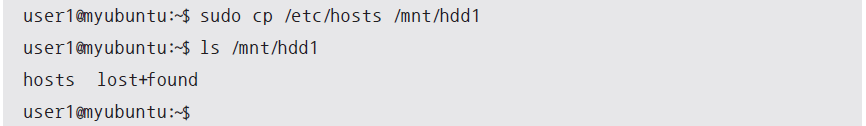 user1@myubuntu:~$ sudo cp /etc/hosts /mnt/hdd1
user1@myubuntu:~$ ls /mnt/hdd1
hosts  lost+found
user1@myubuntu:~$